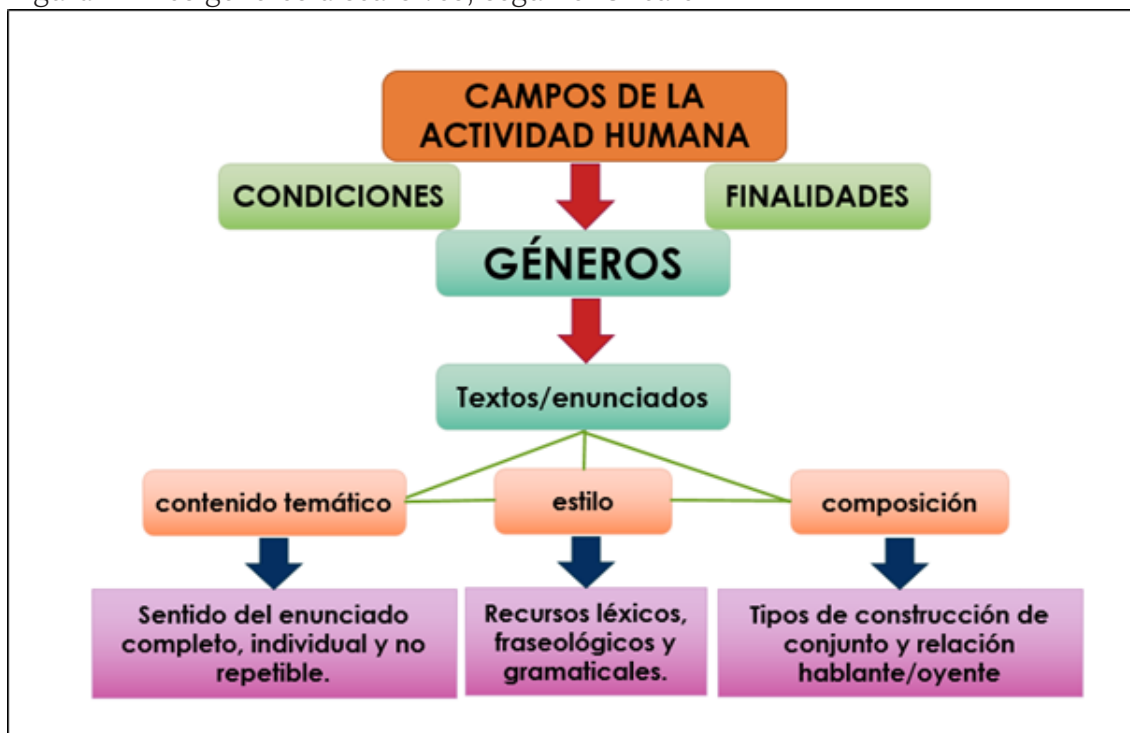 CAMPOS DE LA
ACTIVIDAD HUMANA
CONDICIONES
FINALIDADES
GÉNEROS
Textos/enunciados
contenido temático
estilo
composición
Sentido del enunciado
completo, individual y no
repetible.
Recursos léxicos,
fraseológicos y
gramaticales.
Tipos de construcción de
conjunto y relación
hablante/oyente